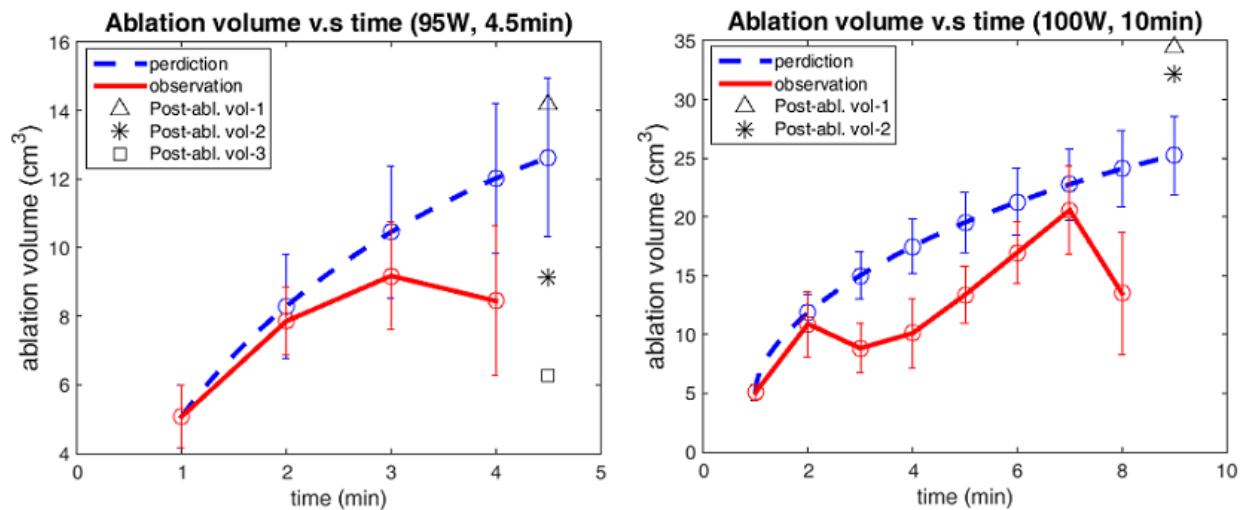 Ablation volume v.s time (95W, 4.5min)
16
14
12
10
8
6
4
ablation volume (cm³)
perdiction
observation
Post-abl. vol-1
Post-abl. vol-2
Post-abl. vol-3
0 1 2 3 4 5
time (min)
Ablation volume v.s time (100W, 10min)
35
30
25
20
15
10
5
0
ablation volume (cm³)
perdiction
observation
Post-abl. vol-1
Post-abl. vol-2
0 2 4 6 8 10
time (min)